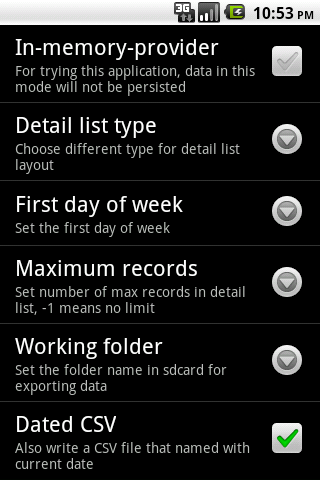 3G 10:53 PM
In-memory-provider
For trying this application, data in this
mode will not be persisted
Detail list type
Choose different type for detail list
layout
First day of week
Set the first day of week
Maximum records
Set number of max records in detail
list, -1 means no limit
Working folder
Set the folder name in sdcard for
exporting data
Dated CSV
Also write a CSV file that named with
current date